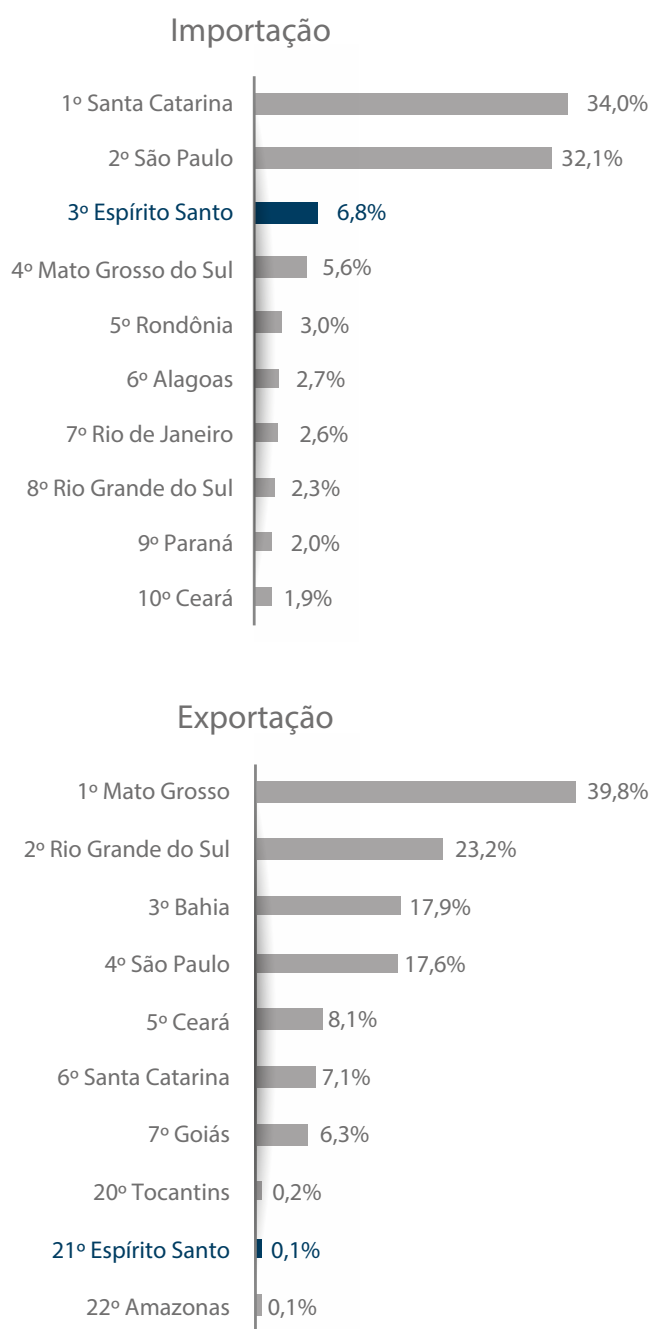 Importação
1º Santa Catarina 34,0%
2º São Paulo 32,1%
3º Espírito Santo 6,8%
4º Mato Grosso do Sul 5,6%
5º Rondônia 3,0%
6º Alagoas 2,7%
7º Rio de Janeiro 2,6%
8º Rio Grande do Sul 2,3%
9º Paraná 2,0%
10º Ceará 1,9%
Exportação
1º Mato Grosso 39,8%
2º Rio Grande do Sul 23,2%
3º Bahia 17,9%
4º São Paulo 17,6%
5º Ceará 8,1%
6º Santa Catarina 7,1%
7º Goiás 6,3%
20º Tocantins 0,2%
21º Espírito Santo 0,1%
22º Amazonas 0,1%